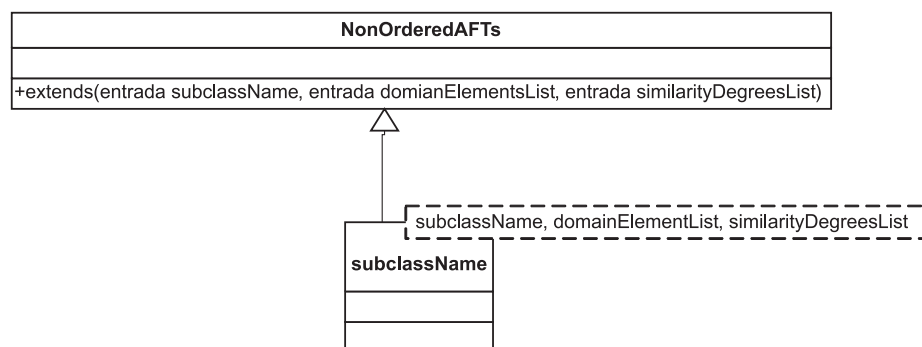 NonOrderedAFTs
+extends(entrada subclassName, entrada domianElementsList, entrada similarityDegreesList)
subclassName, domainElementList, similarityDegreesList
subclassName